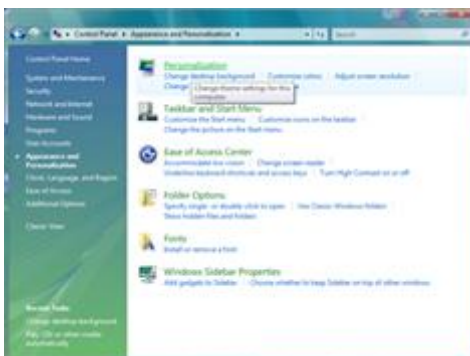 Control Panel > Appearance and Personalization >
Search
Control Panel Home
System and Maintenance
Security
Network and Internet
Hardware and Sound
Programs
User Accounts
Appearance and
Personalization
Clock, Language, and Region
Ease of Access
Additional Options
Classic View
Recent Tasks
Change desktop background
Play CDs or other media
automatically
Personalization
Change desktop background
Customize colors
Adjust screen resolution
Change
Change theme settings for this
computer.
Taskbar and Start Menu
Customize the Start menu
Customize icons on the taskbar
Change the picture on the Start menu
Ease of Access Center
Accommodate low vision
Change screen reader
Underline keyboard shortcuts and access keys
Turn High Contrast on or off
Folder Options
Specify single- or double-click to open
Use Classic Windows folders
Show hidden files and folders
Fonts
Install or remove a font
Windows Sidebar Properties
Add gadgets to Sidebar
Choose whether to keep Sidebar on top of other windows